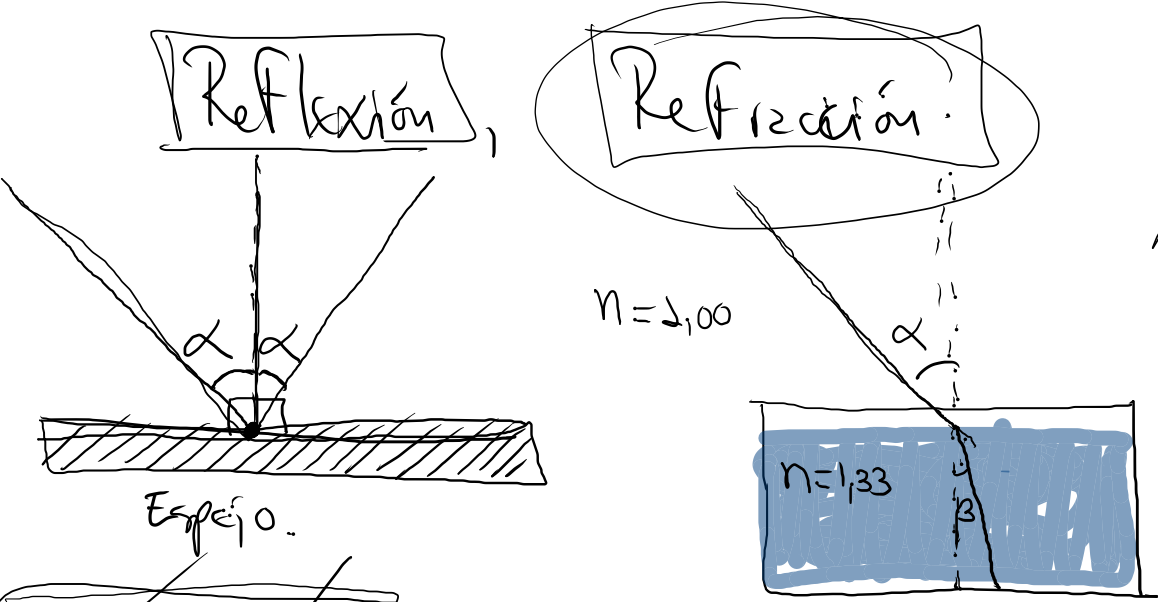 Reflexión,
Refracción.
α α
n=1,00
α
n=1,33
β
Espejo.